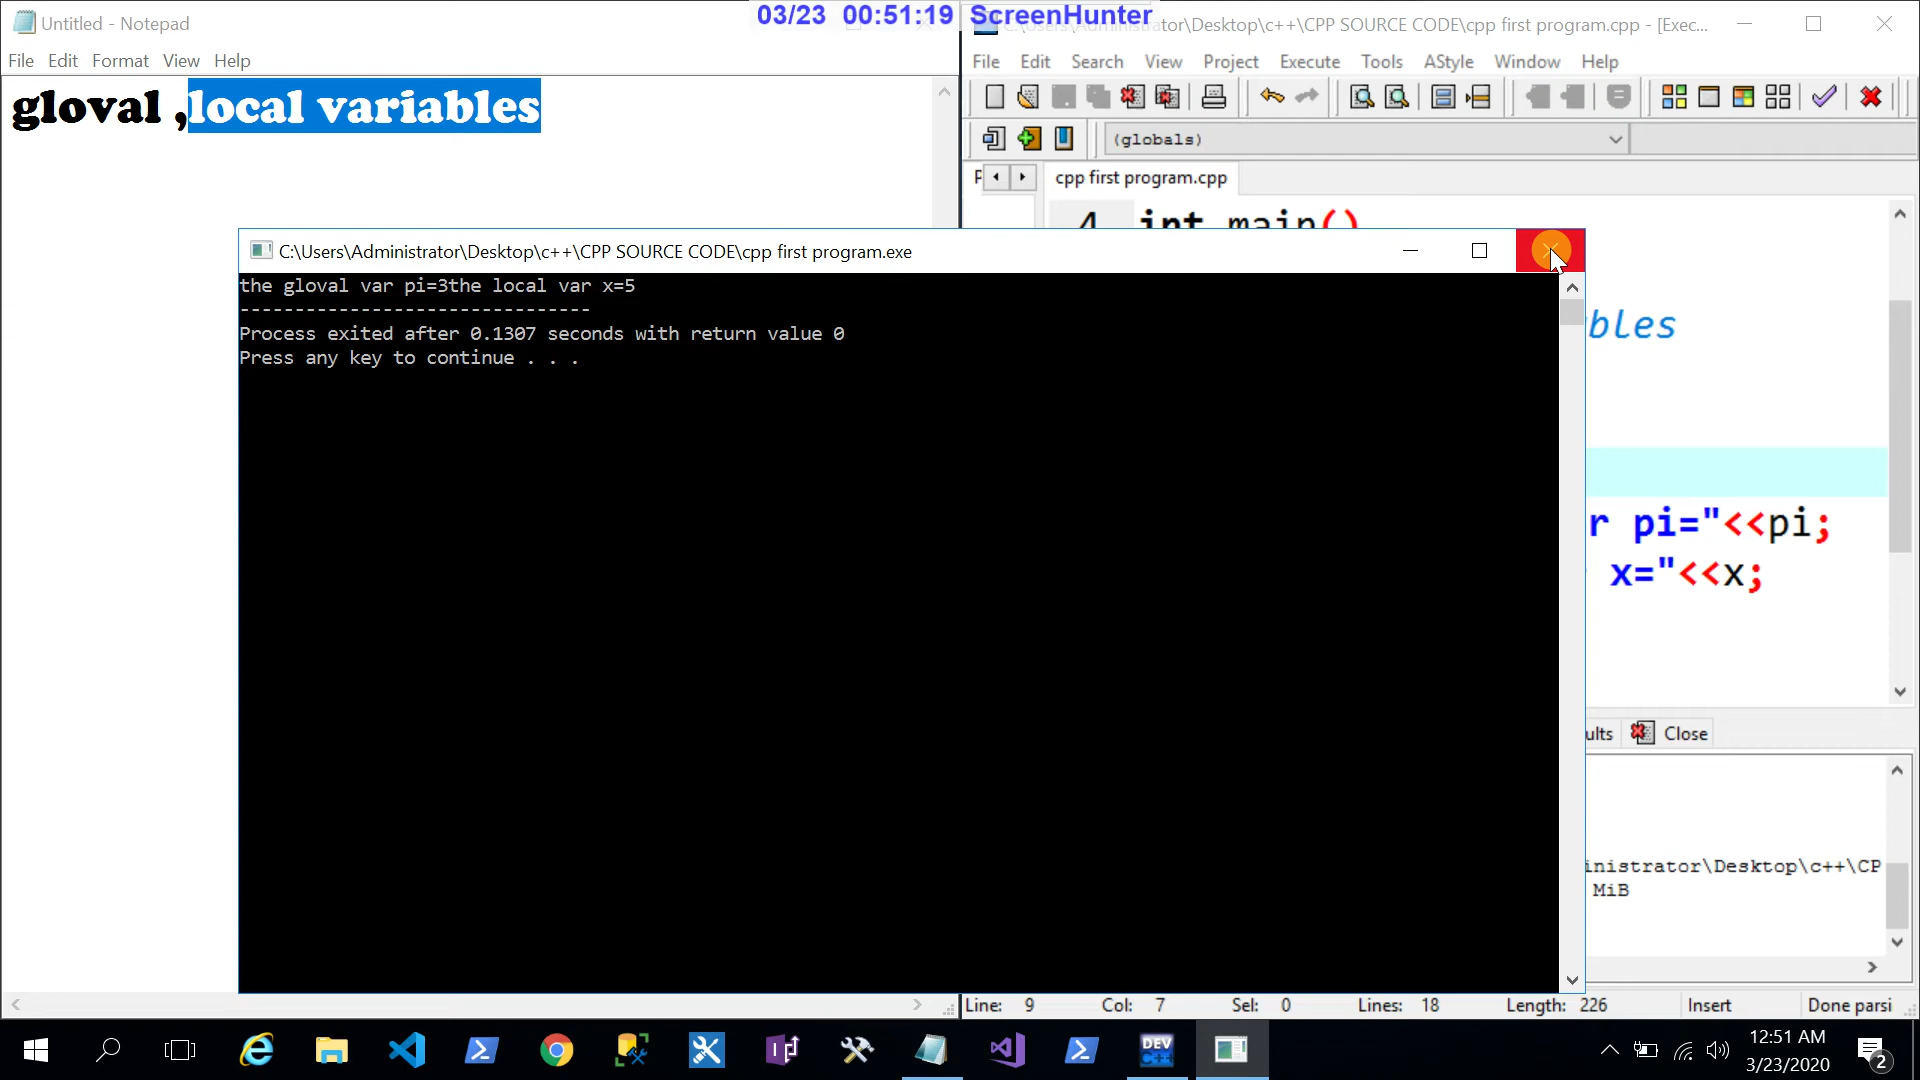 03/23 00:51:19 ScreenHunter
Untitled - Notepad
File Edit Format View Help
gloval ,local variables
\Desktop\c++\CPP SOURCE CODE\cpp first program.cpp - [Exec...
File Edit Search View Project Execute Tools AStyle Window Help
(globals)
cpp first program.cpp
4 int main()
C:\Users\Administrator\Desktop\c++\CPP SOURCE CODE\cpp first program.exe
the gloval var pi=3the local var x=5
--------------------------------
Process exited after 0.1307 seconds with return value 0
Press any key to continue . . .
bles
r pi="<<pi;
x="<<x;
ults Close
inistrator\Desktop\c++\CP
MiB
Line: 9 Col: 7 Sel: 0 Lines: 18 Length: 226 Insert Done parsi
DEV C++
12:51 AM
3/23/2020
2